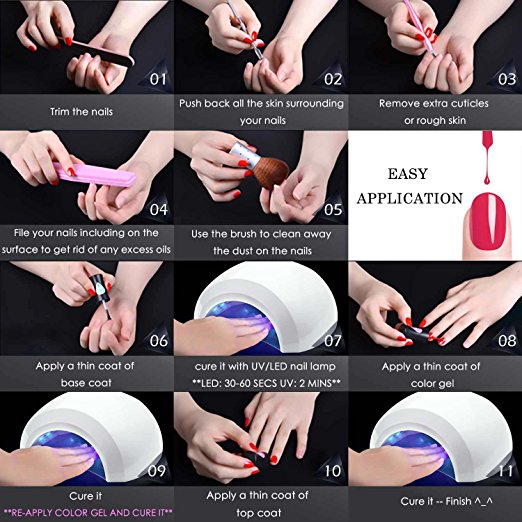 01
Trim the nails
02
Push back all the skin surrounding
your nails
03
Remove extra cuticles
or rough skin
04
File your nails including on the
surface to get rid of any excess oils
05
Use the brush to clean away
the dust on the nails
EASY
APPLICATION
06
Apply a thin coat of
base coat
07
cure it with UV/LED nail lamp
**LED: 30-60 SECS UV: 2 MINS**
08
Apply a thin coat of
color gel
09
Cure it
**RE-APPLY COLOR GEL AND CURE IT**
10
Apply a thin coat of
top coat
11
Cure it -- Finish ^_^